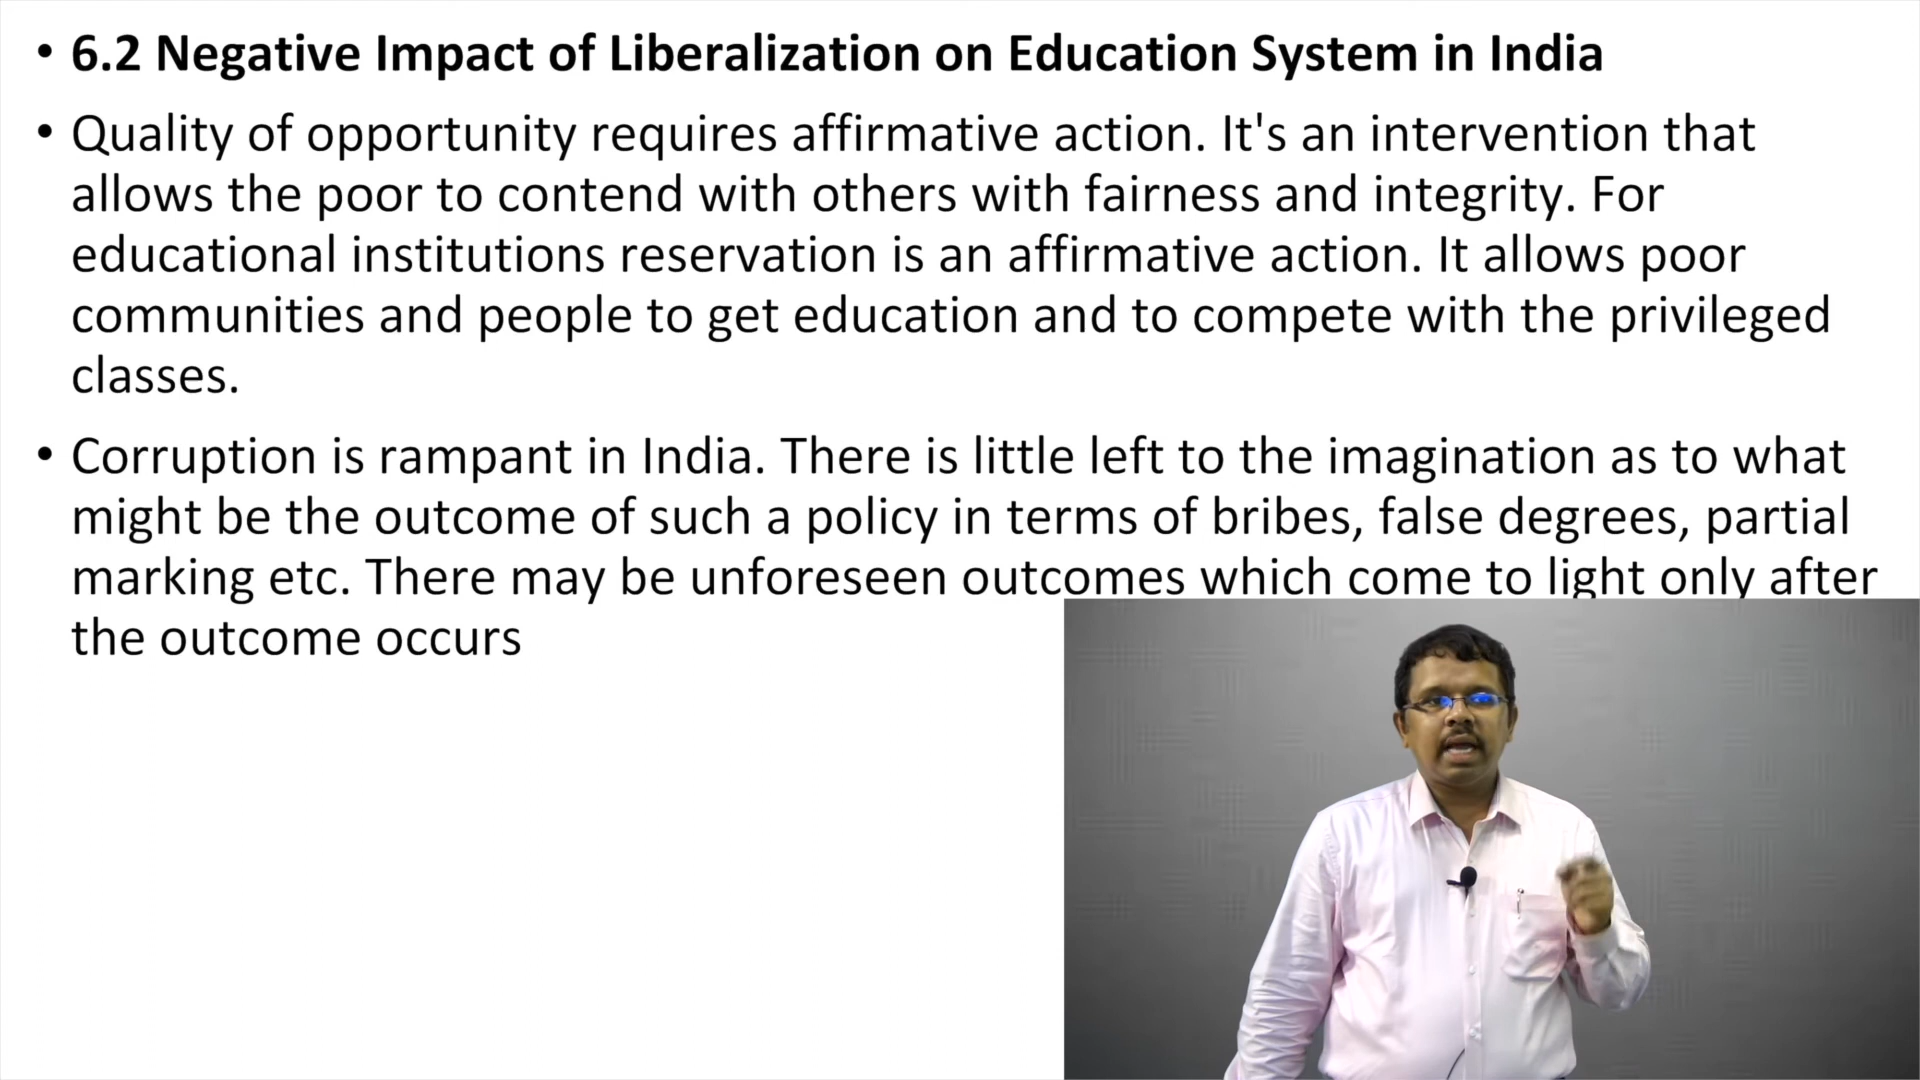 • 6.2 Negative Impact of Liberalization on Education System in India
• Quality of opportunity requires affirmative action. It's an intervention that
allows the poor to contend with others with fairness and integrity. For
educational institutions reservation is an affirmative action. It allows poor
communities and people to get education and to compete with the privileged
classes.
• Corruption is rampant in India. There is little left to the imagination as to what
might be the outcome of such a policy in terms of bribes, false degrees, partial
marking etc. There may be unforeseen outcomes which come to light only after
the outcome occurs